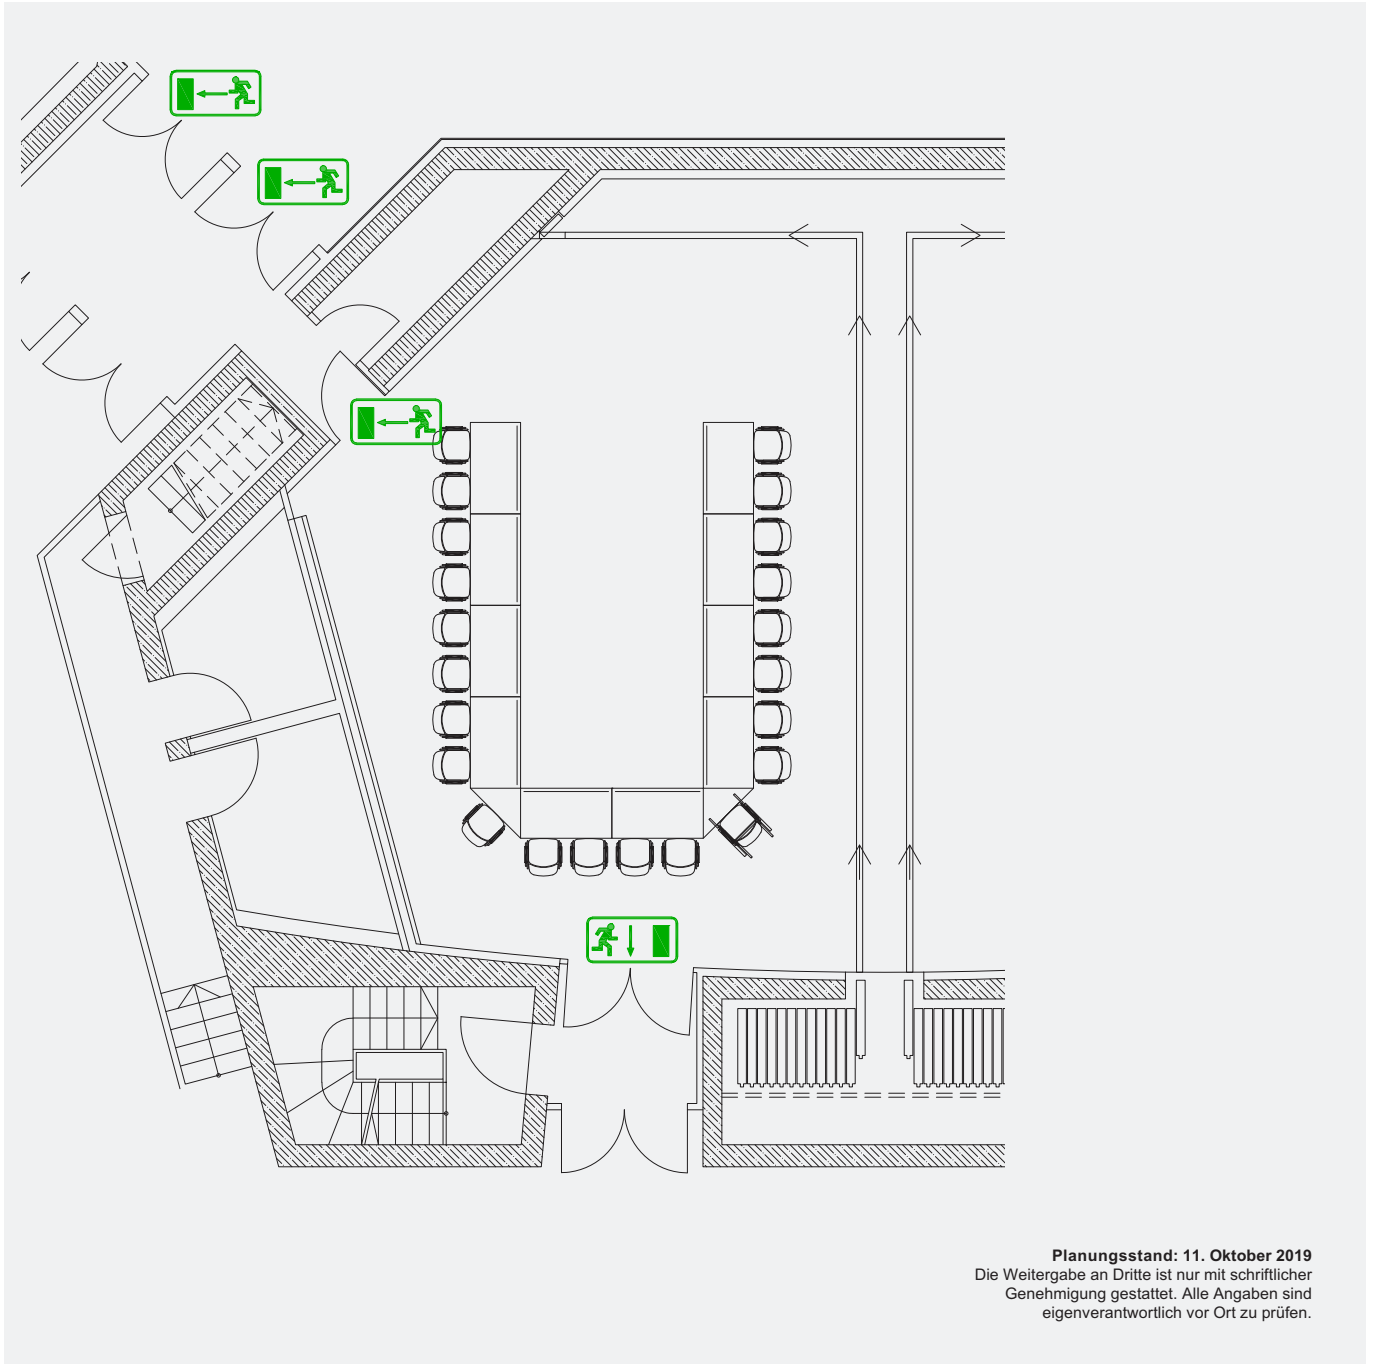 Planungsstand: 11. Oktober 2019
Die Weitergabe an Dritte ist nur mit schriftlicher
Genehmigung gestattet. Alle Angaben sind
eigenverantwortlich vor Ort zu prüfen.